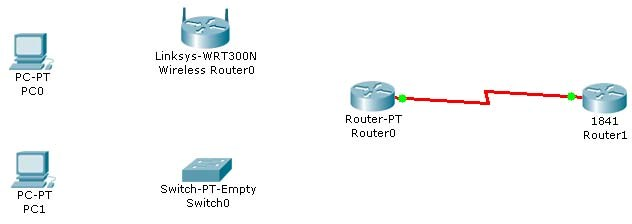 PC-PT
PC0
Linksys-WRT300N
Wireless Router0
Router-PT
Router0
1841
Router1
PC-PT
PC1
Switch-PT-Empty
Switch0